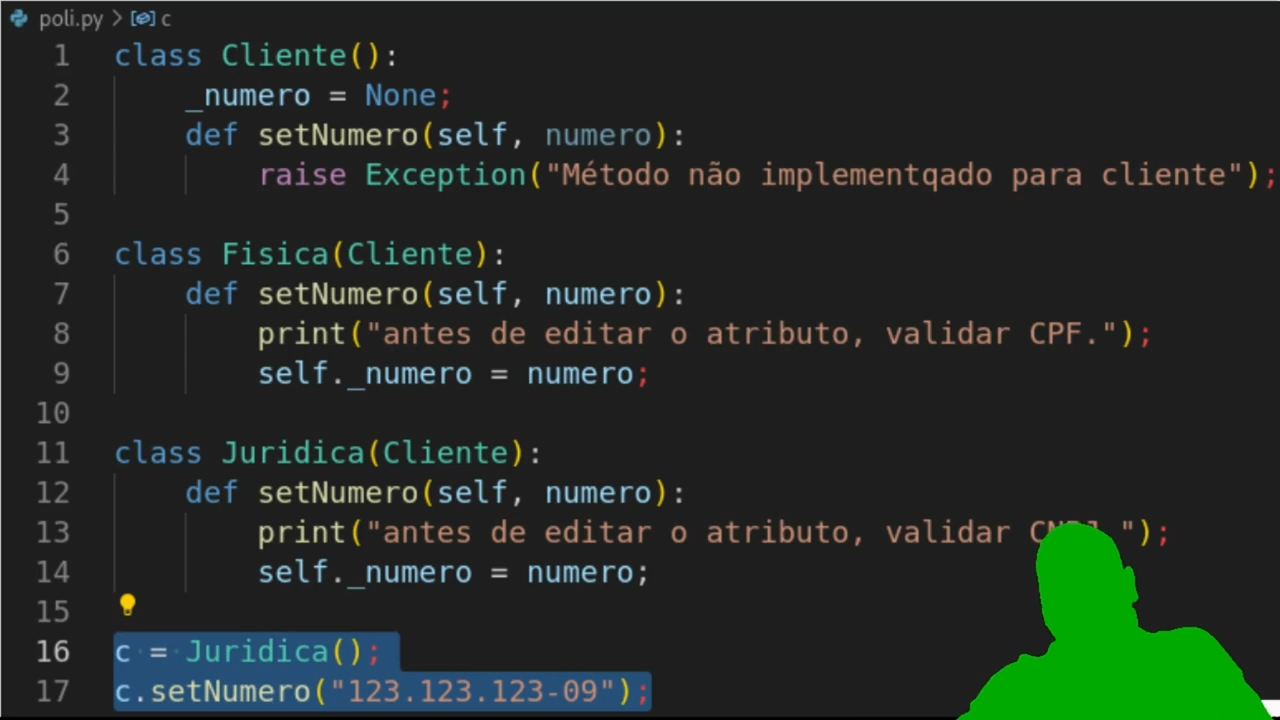 poli.py > c
1 class Cliente():
2 _numero = None;
3 def setNumero(self, numero):
4 raise Exception("Método não implementqado para cliente");
5
6 class Fisica(Cliente):
7 def setNumero(self, numero):
8 print("antes de editar o atributo, validar CPF.");
9 self._numero = numero;
10
11 class Juridica(Cliente):
12 def setNumero(self, numero):
13 print("antes de editar o atributo, validar CNPJ.");
14 self._numero = numero;
15
16 c = Juridica();
17 c.setNumero("123.123.123-09");